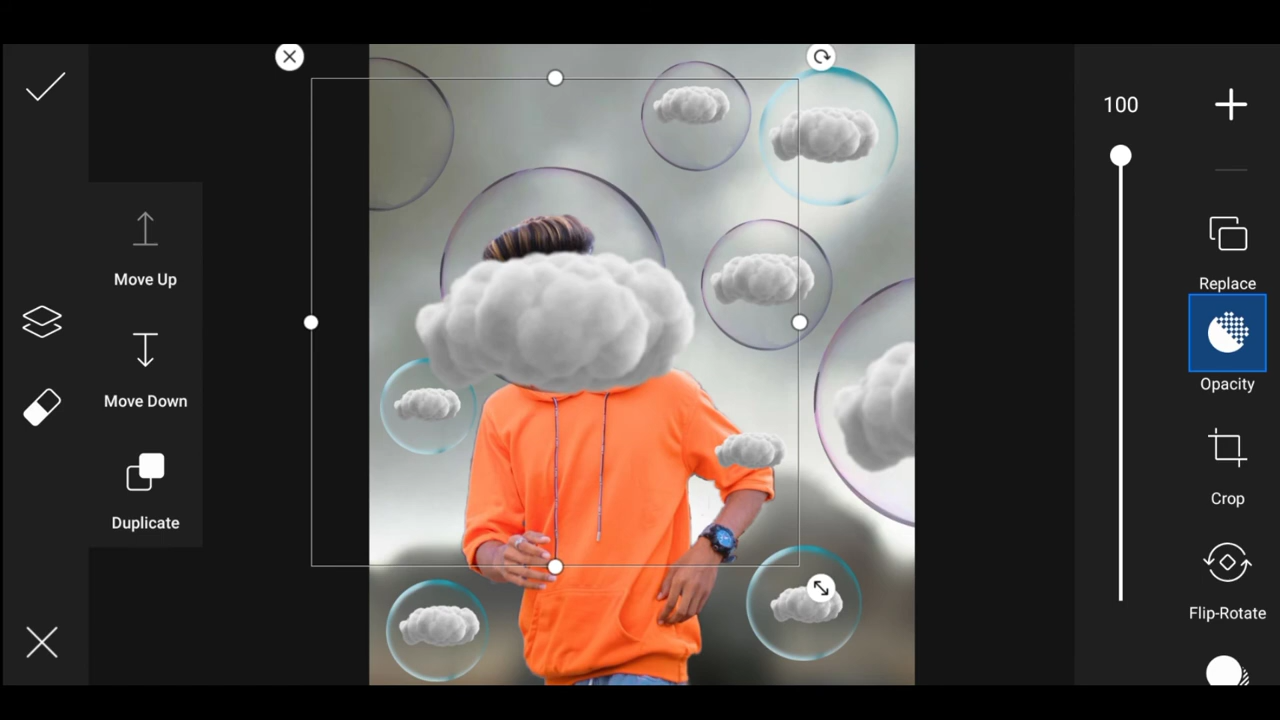 Move Up
Move Down
Duplicate
100
Replace
Opacity
Crop
Flip-Rotate